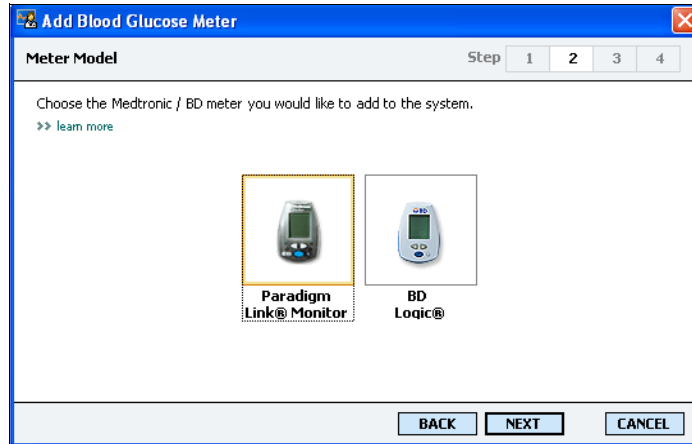 Add Blood Glucose Meter
Meter Model
Step 1 2 3 4
Choose the Medtronic / BD meter you would like to add to the system.
>> learn more
BD
Paradigm
Link® Monitor
BD
Logic®
BACK NEXT CANCEL